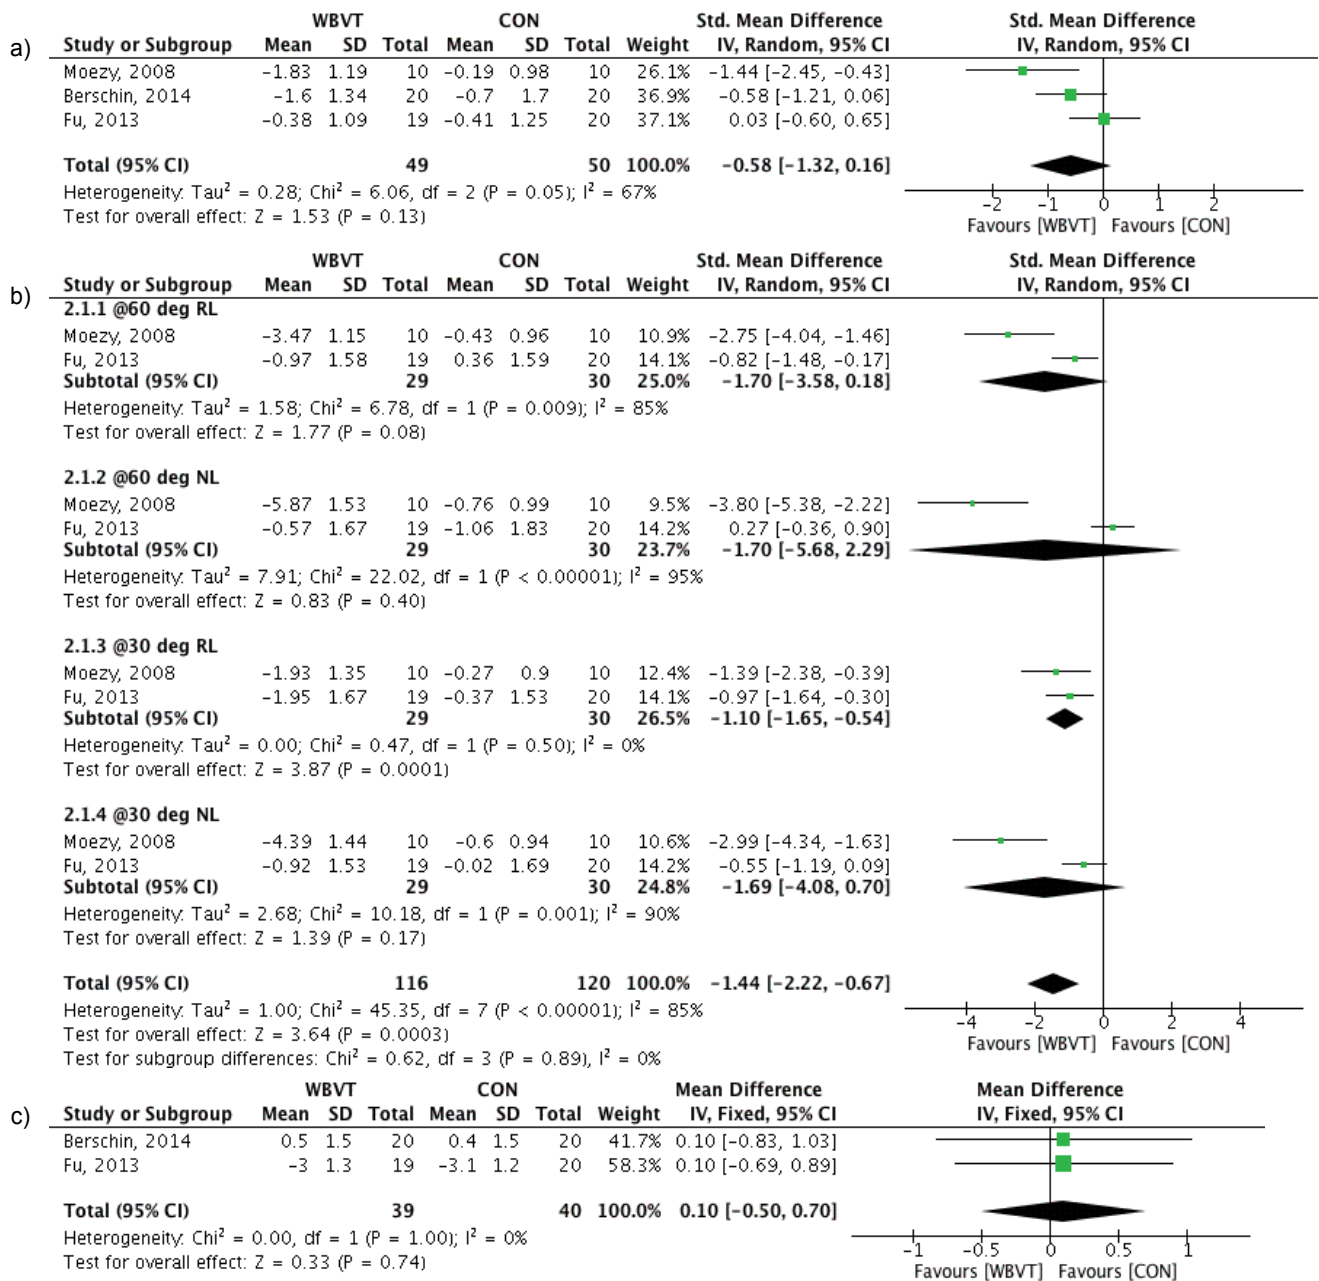 WBVT CON Std. Mean Difference Std. Mean Difference
a) Study or Subgroup Mean SD Total Mean SD Total Weight IV, Random, 95% CI IV, Random, 95% CI
Moezy, 2008 −1.83 1.19 10 −0.19 0.98 10 26.1% −1.44 [−2.45, −0.43]
Berschin, 2014 −1.6 1.34 20 −0.7 1.7 20 36.9% −0.58 [−1.21, 0.06]
Fu, 2013 −0.38 1.09 19 −0.41 1.25 20 37.1% 0.03 [−0.60, 0.65]
Total (95% CI) 49 50 100.0% −0.58 [−1.32, 0.16]
Heterogeneity: Tau² = 0.28; Chi² = 6.06, df = 2 (P = 0.05); I² = 67%
Test for overall effect: Z = 1.53 (P = 0.13)
−2 −1 0 1 2
Favours [WBVT] Favours [CON]
WBVT CON Std. Mean Difference Std. Mean Difference
b) Study or Subgroup Mean SD Total Mean SD Total Weight IV, Random, 95% CI IV, Random, 95% CI
2.1.1 @60 deg RL
Moezy, 2008 −3.47 1.15 10 −0.43 0.96 10 10.9% −2.75 [−4.04, −1.46]
Fu, 2013 −0.97 1.58 19 0.36 1.59 20 14.1% −0.82 [−1.48, −0.17]
Subtotal (95% CI) 29 30 25.0% −1.70 [−3.58, 0.18]
Heterogeneity: Tau² = 1.58; Chi² = 6.78, df = 1 (P = 0.009); I² = 85%
Test for overall effect: Z = 1.77 (P = 0.08)
2.1.2 @60 deg NL
Moezy, 2008 −5.87 1.53 10 −0.76 0.99 10 9.5% −3.80 [−5.38, −2.22]
Fu, 2013 −0.57 1.67 19 −1.06 1.83 20 14.2% 0.27 [−0.36, 0.90]
Subtotal (95% CI) 29 30 23.7% −1.70 [−5.68, 2.29]
Heterogeneity: Tau² = 7.91; Chi² = 22.02, df = 1 (P < 0.00001); I² = 95%
Test for overall effect: Z = 0.83 (P = 0.40)
2.1.3 @30 deg RL
Moezy, 2008 −1.93 1.35 10 −0.27 0.9 10 12.4% −1.39 [−2.38, −0.39]
Fu, 2013 −1.95 1.67 19 −0.37 1.53 20 14.1% −0.97 [−1.64, −0.30]
Subtotal (95% CI) 29 30 26.5% −1.10 [−1.65, −0.54]
Heterogeneity: Tau² = 0.00; Chi² = 0.47, df = 1 (P = 0.50); I² = 0%
Test for overall effect: Z = 3.87 (P = 0.0001)
2.1.4 @30 deg NL
Moezy, 2008 −4.39 1.44 10 −0.6 0.94 10 10.6% −2.99 [−4.34, −1.63]
Fu, 2013 −0.92 1.53 19 −0.02 1.69 20 14.2% −0.55 [−1.19, 0.09]
Subtotal (95% CI) 29 30 24.8% −1.69 [−4.08, 0.70]
Heterogeneity: Tau² = 2.68; Chi² = 10.18, df = 1 (P = 0.001); I² = 90%
Test for overall effect: Z = 1.39 (P = 0.17)
Total (95% CI) 116 120 100.0% −1.44 [−2.22, −0.67]
Heterogeneity: Tau² = 1.00; Chi² = 45.35, df = 7 (P < 0.00001); I² = 85%
Test for overall effect: Z = 3.64 (P = 0.0003)
Test for subgroup differences: Chi² = 0.62, df = 3 (P = 0.89), I² = 0%
−4 −2 0 2 4
Favours [WBVT] Favours [CON]
WBVT CON Mean Difference Mean Difference
c) Study or Subgroup Mean SD Total Mean SD Total Weight IV, Fixed, 95% CI IV, Fixed, 95% CI
Berschin, 2014 0.5 1.5 20 0.4 1.5 20 41.7% 0.10 [−0.83, 1.03]
Fu, 2013 −3 1.3 19 −3.1 1.2 20 58.3% 0.10 [−0.69, 0.89]
Total (95% CI) 39 40 100.0% 0.10 [−0.50, 0.70]
Heterogeneity: Chi² = 0.00, df = 1 (P = 1.00); I² = 0%
Test for overall effect: Z = 0.33 (P = 0.74)
−1 −0.5 0 0.5 1
Favours [WBVT] Favours [CON]